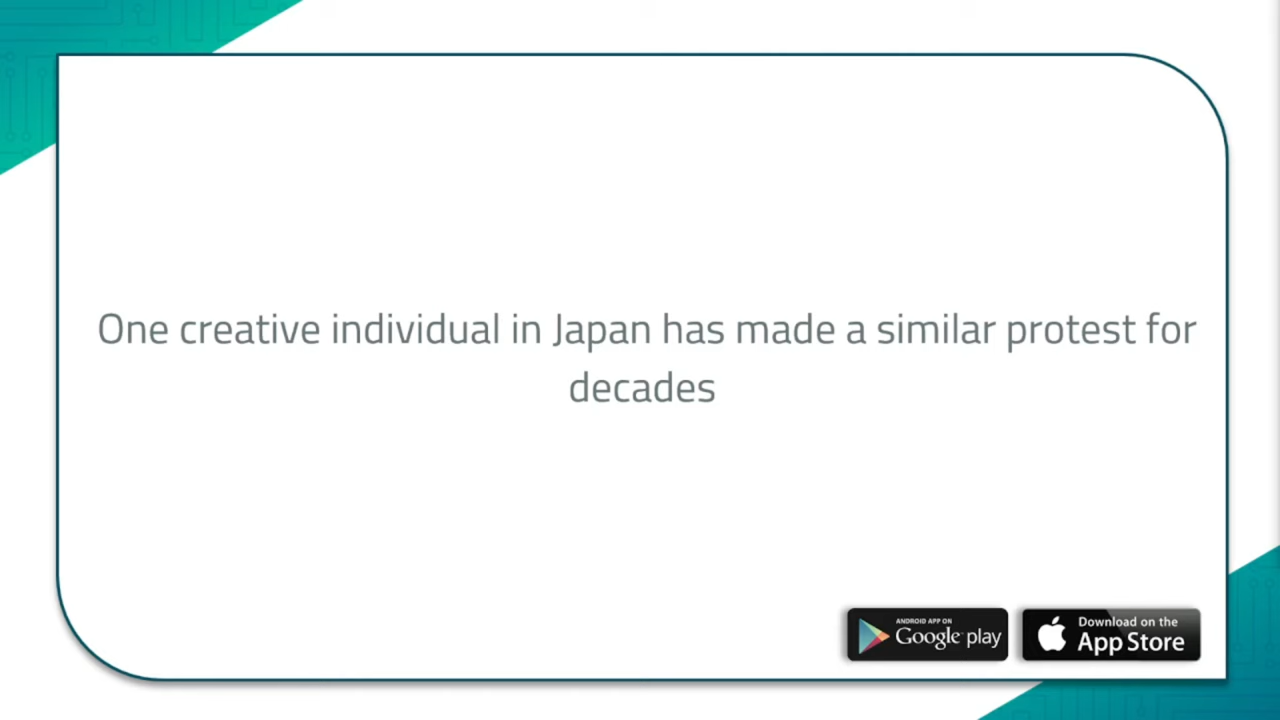 One creative individual in Japan has made a similar protest for
decades
ANDROID APP ON
Google play
Download on the
App Store